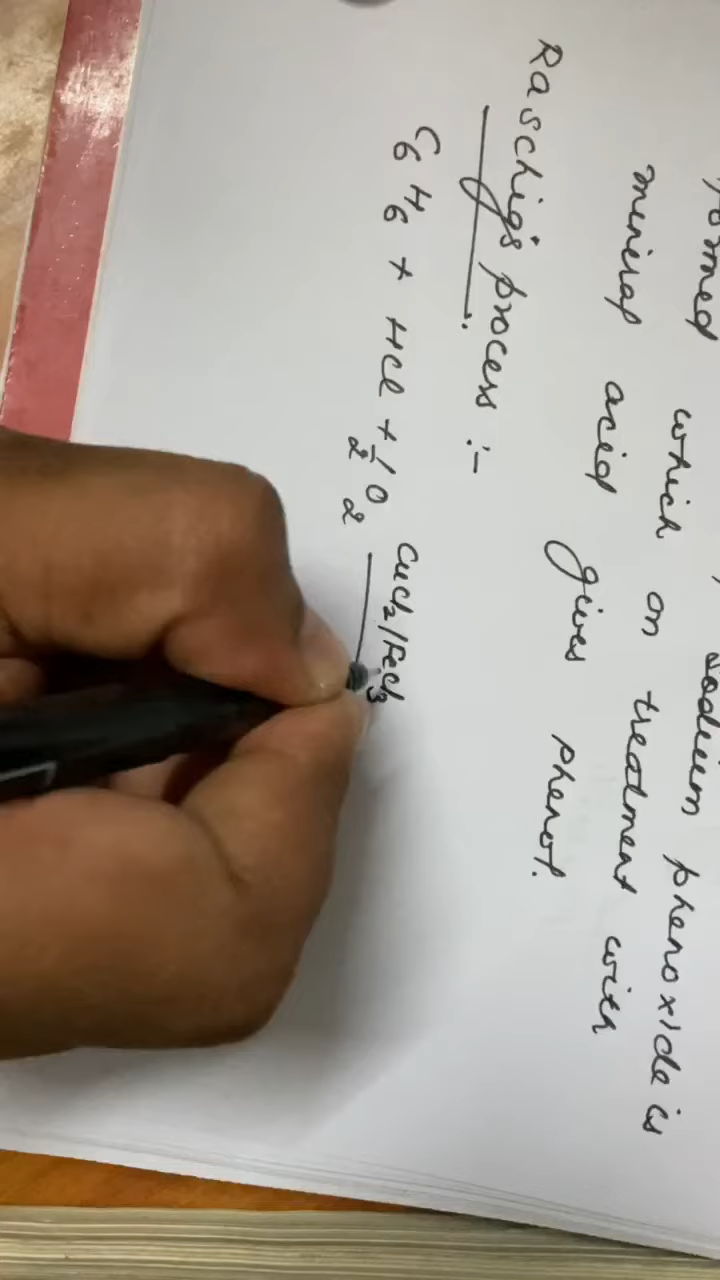 sodium phenoxide is
formed which on treatment with
mineral acid gives phenol.
Raschig's process :-
C6H6 + HCl + 1/2 O2 CuCl2/FeCl3